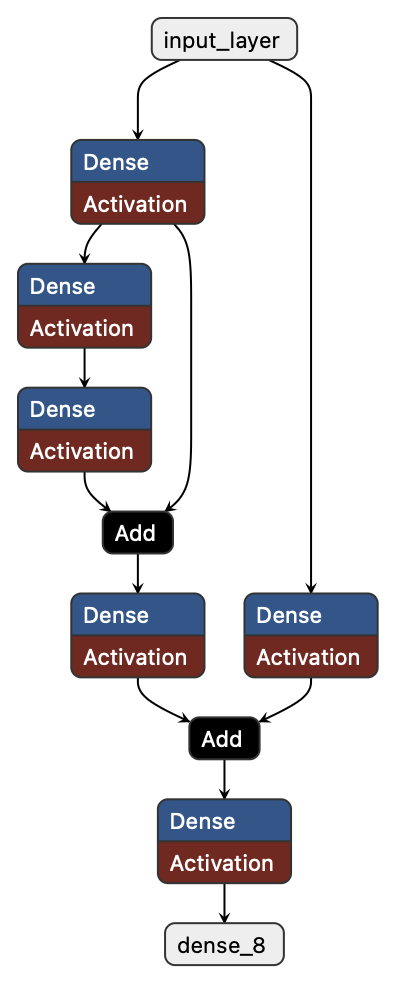 input_layer
Dense
Activation
Dense
Activation
Dense
Activation
Add
Dense
Activation
Dense
Activation
Add
Dense
Activation
dense_8